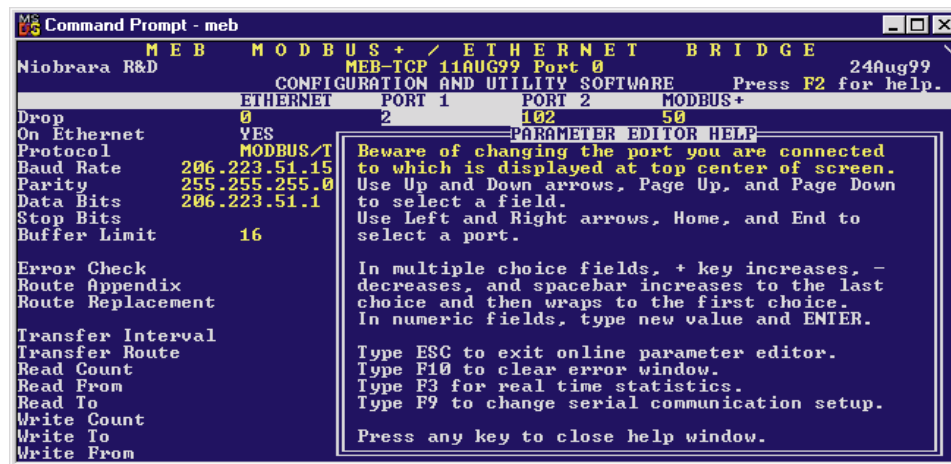 Command Prompt - meb
M E B M O D B U S + / E T H E R N E T B R I D G E
Niobrara R&D MEB-TCP 11AUG99 Port 0 24Aug99
CONFIGURATION AND UTILITY SOFTWARE Press F2 for help.
ETHERNET PORT 1 PORT 2 MODBUS+
Drop 0 2 102 50
On Ethernet YES PARAMETER EDITOR HELP
Protocol MODBUS/T Beware of changing the port you are connected
Baud Rate 206.223.51.15 to which is displayed at top center of screen.
Parity 255.255.255.0 Use Up and Down arrows, Page Up, and Page Down
Data Bits 206.223.51.1 to select a field.
Stop Bits Use Left and Right arrows, Home, and End to
Buffer Limit 16 select a port.
Error Check In multiple choice fields, + key increases, -
Route Appendix decreases, and spacebar increases to the last
Route Replacement choice and then wraps to the first choice.
In numeric fields, type new value and ENTER.
Transfer Interval
Transfer Route Type ESC to exit online parameter editor.
Read Count Type F10 to clear error window.
Read From Type F3 for real time statistics.
Read To Type F9 to change serial communication setup.
Write Count
Write To Press any key to close help window.
Write From